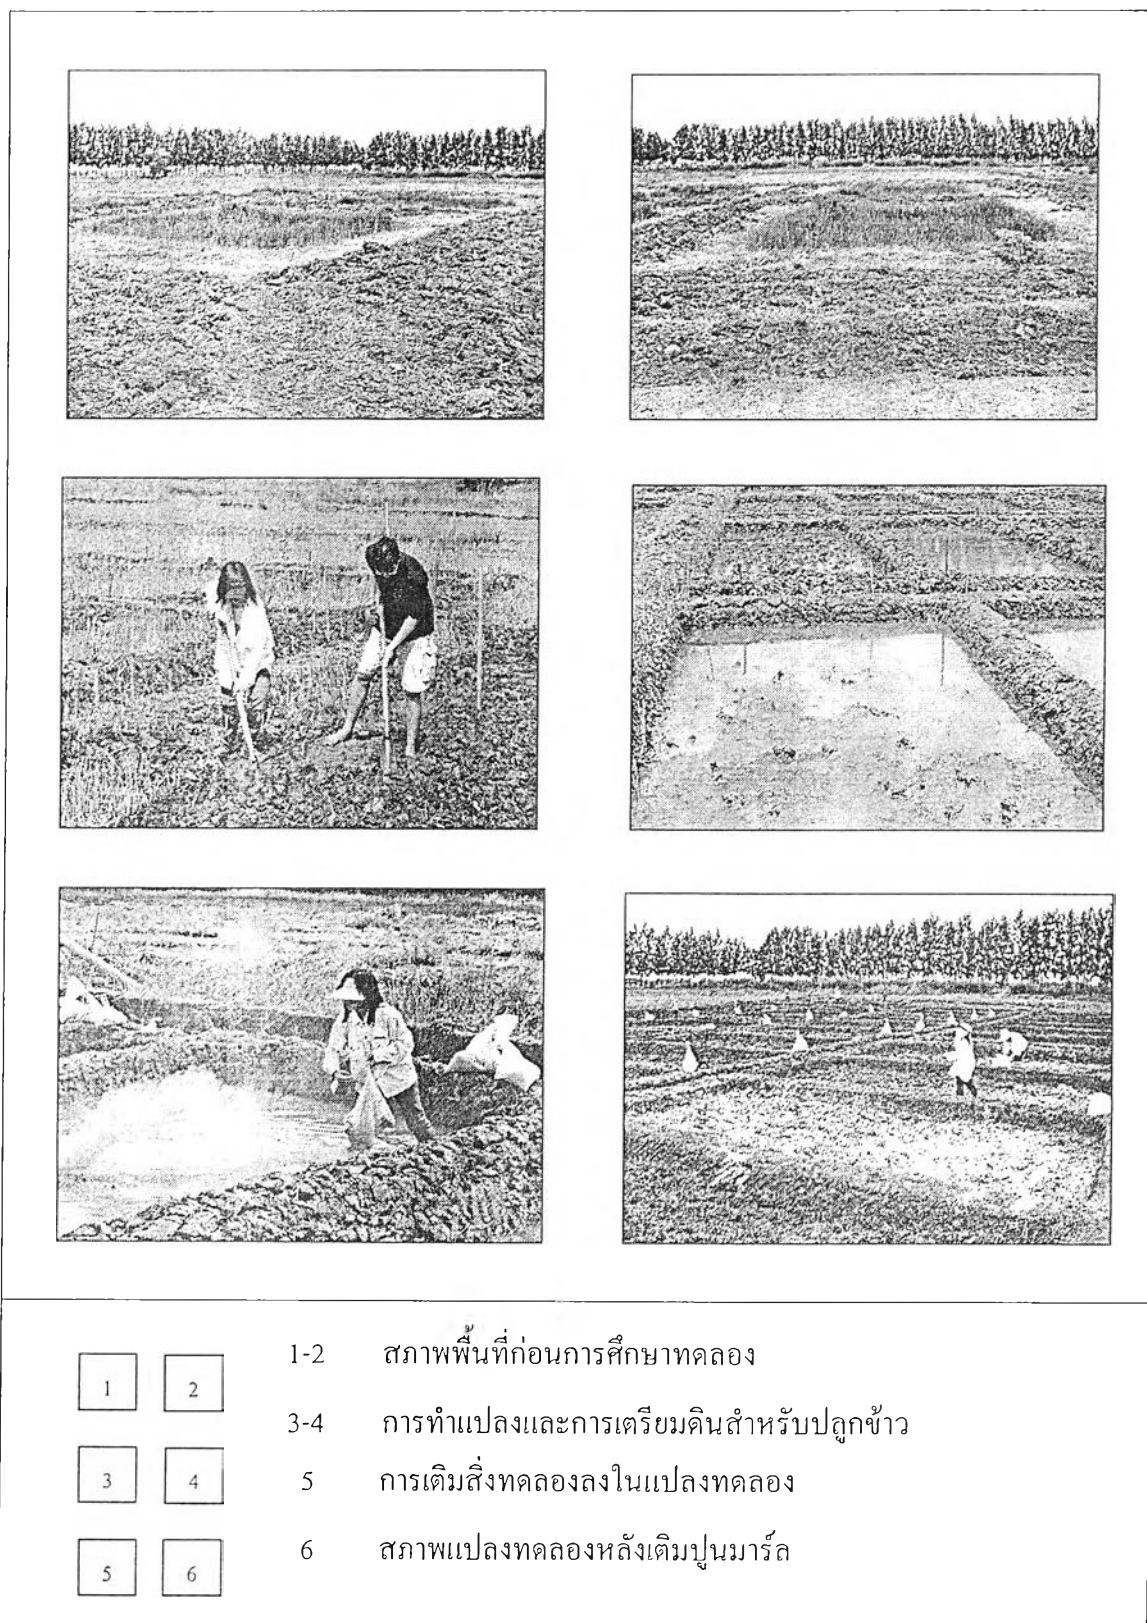 1 2 1-2 สภาพพื้นที่ก่อนการศึกษาทดลอง
3-4 การทำแปลงและการเตรียมดินสำหรับปลูกข้าว
3 4 5 การเติมสิ่งทดลองลงในแปลงทดลอง
5 6 6 สภาพแปลงทดลองหลังเติมปูนมาร์ล